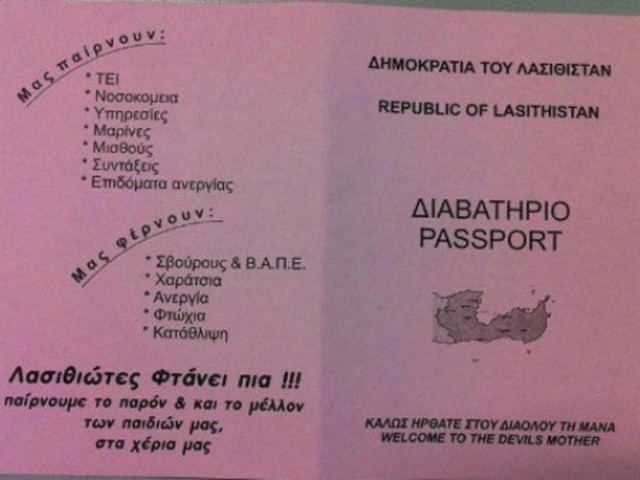 Μας παίρνουν:
* ΤΕΙ
* Νοσοκομεια
* Υπηρεσίες
* Μαρίνες
* Μισθούς
* Συντάξεις
* Επιδόματα ανεργίας
Μας φέρνουν:
* Σβούρους & Β.Α.Π.Ε.
* Χαράτσια
* Ανεργία
* Φτώχια
* Κατάθλιψη
Λασιθιώτες Φτάνει πια !!!
παίρνουμε το παρόν & και το μέλλον
των παιδιών μας,
στα χέρια μας
ΔΗΜΟΚΡΑΤΙΑ ΤΟΥ ΛΑΣΙΘΙΣΤΑΝ
REPUBLIC OF LASITHISTAN
ΔΙΑΒΑΤΗΡΙΟ
PASSPORT
ΚΑΛΩΣ ΗΡΘΑΤΕ ΣΤΟΥ ΔΙΑΟΛΟΥ ΤΗ ΜΑΝΑ
WELCOME TO THE DEVILS MOTHER